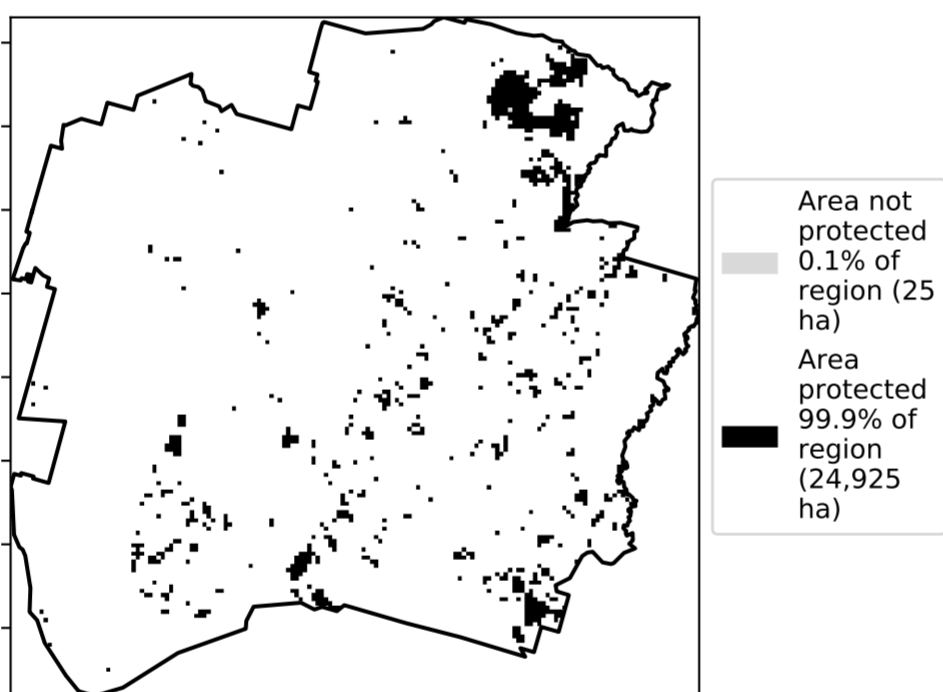 Area not
protected
0.1% of
region (25
ha)
Area
protected
99.9% of
region
(24,925
ha)